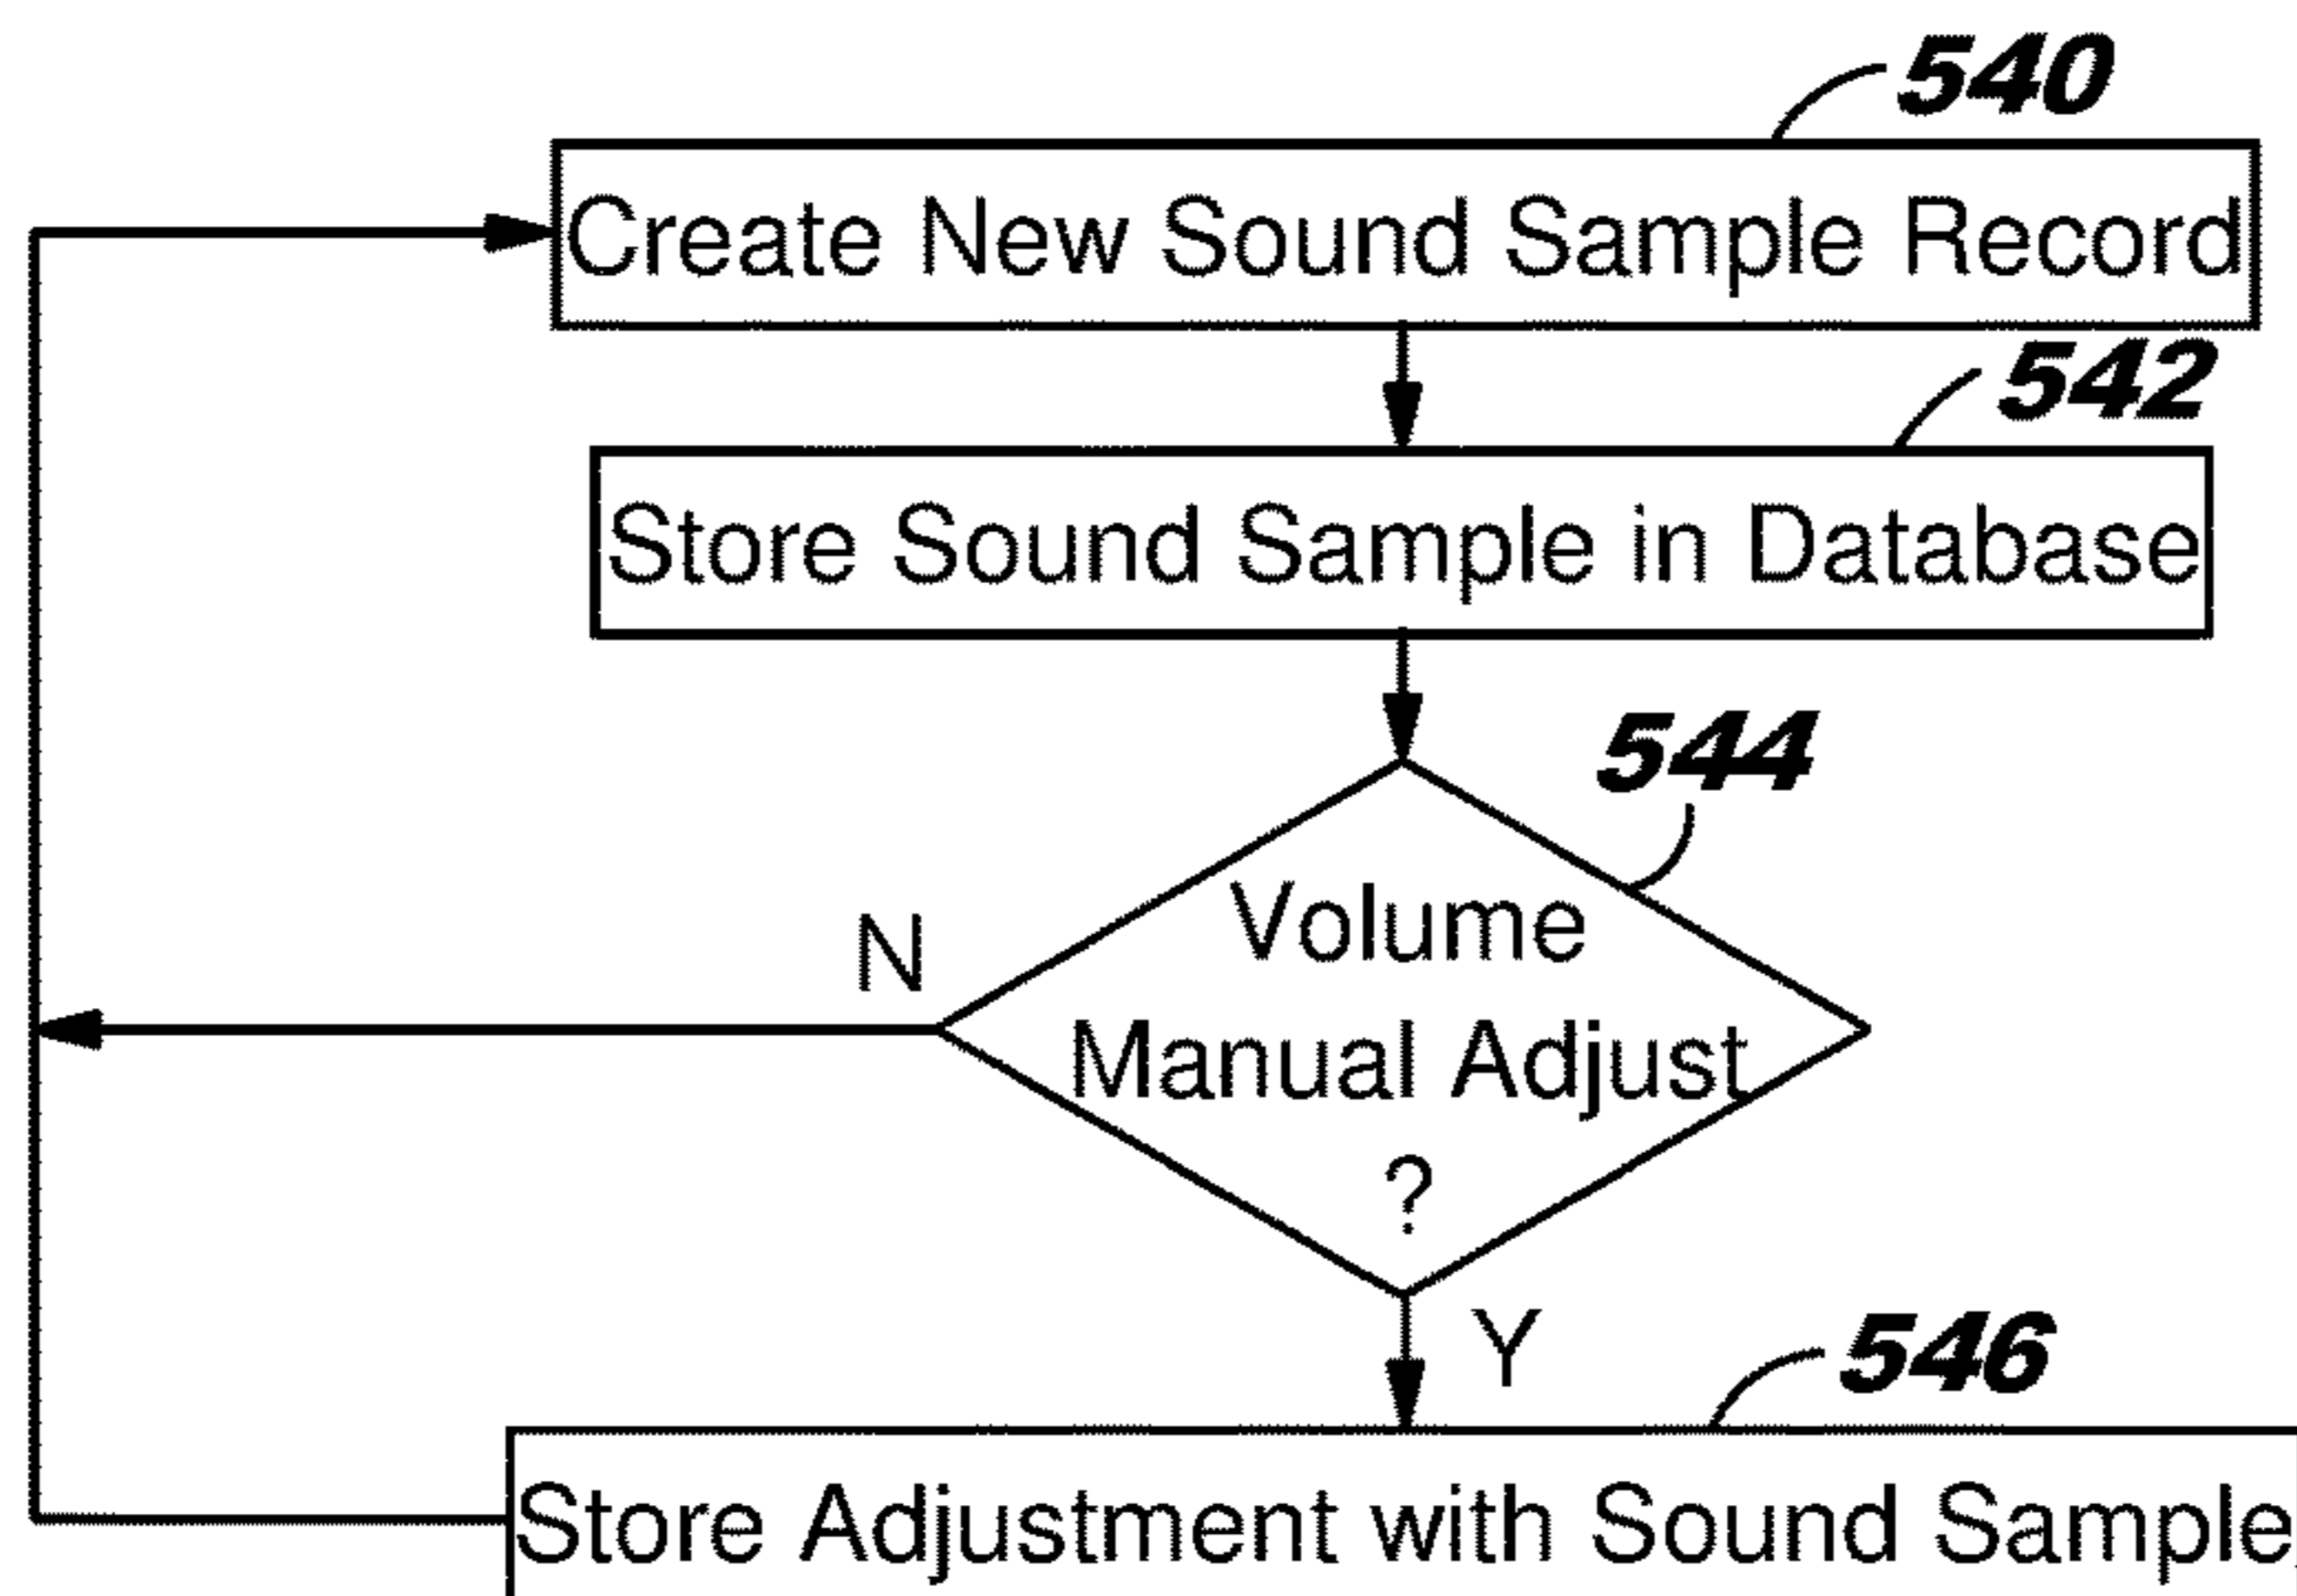 540
Create New Sound Sample Record
542
Store Sound Sample in Database
544
Volume
N
Manual Adjust
?
Y
546
Store Adjustment with Sound Sample